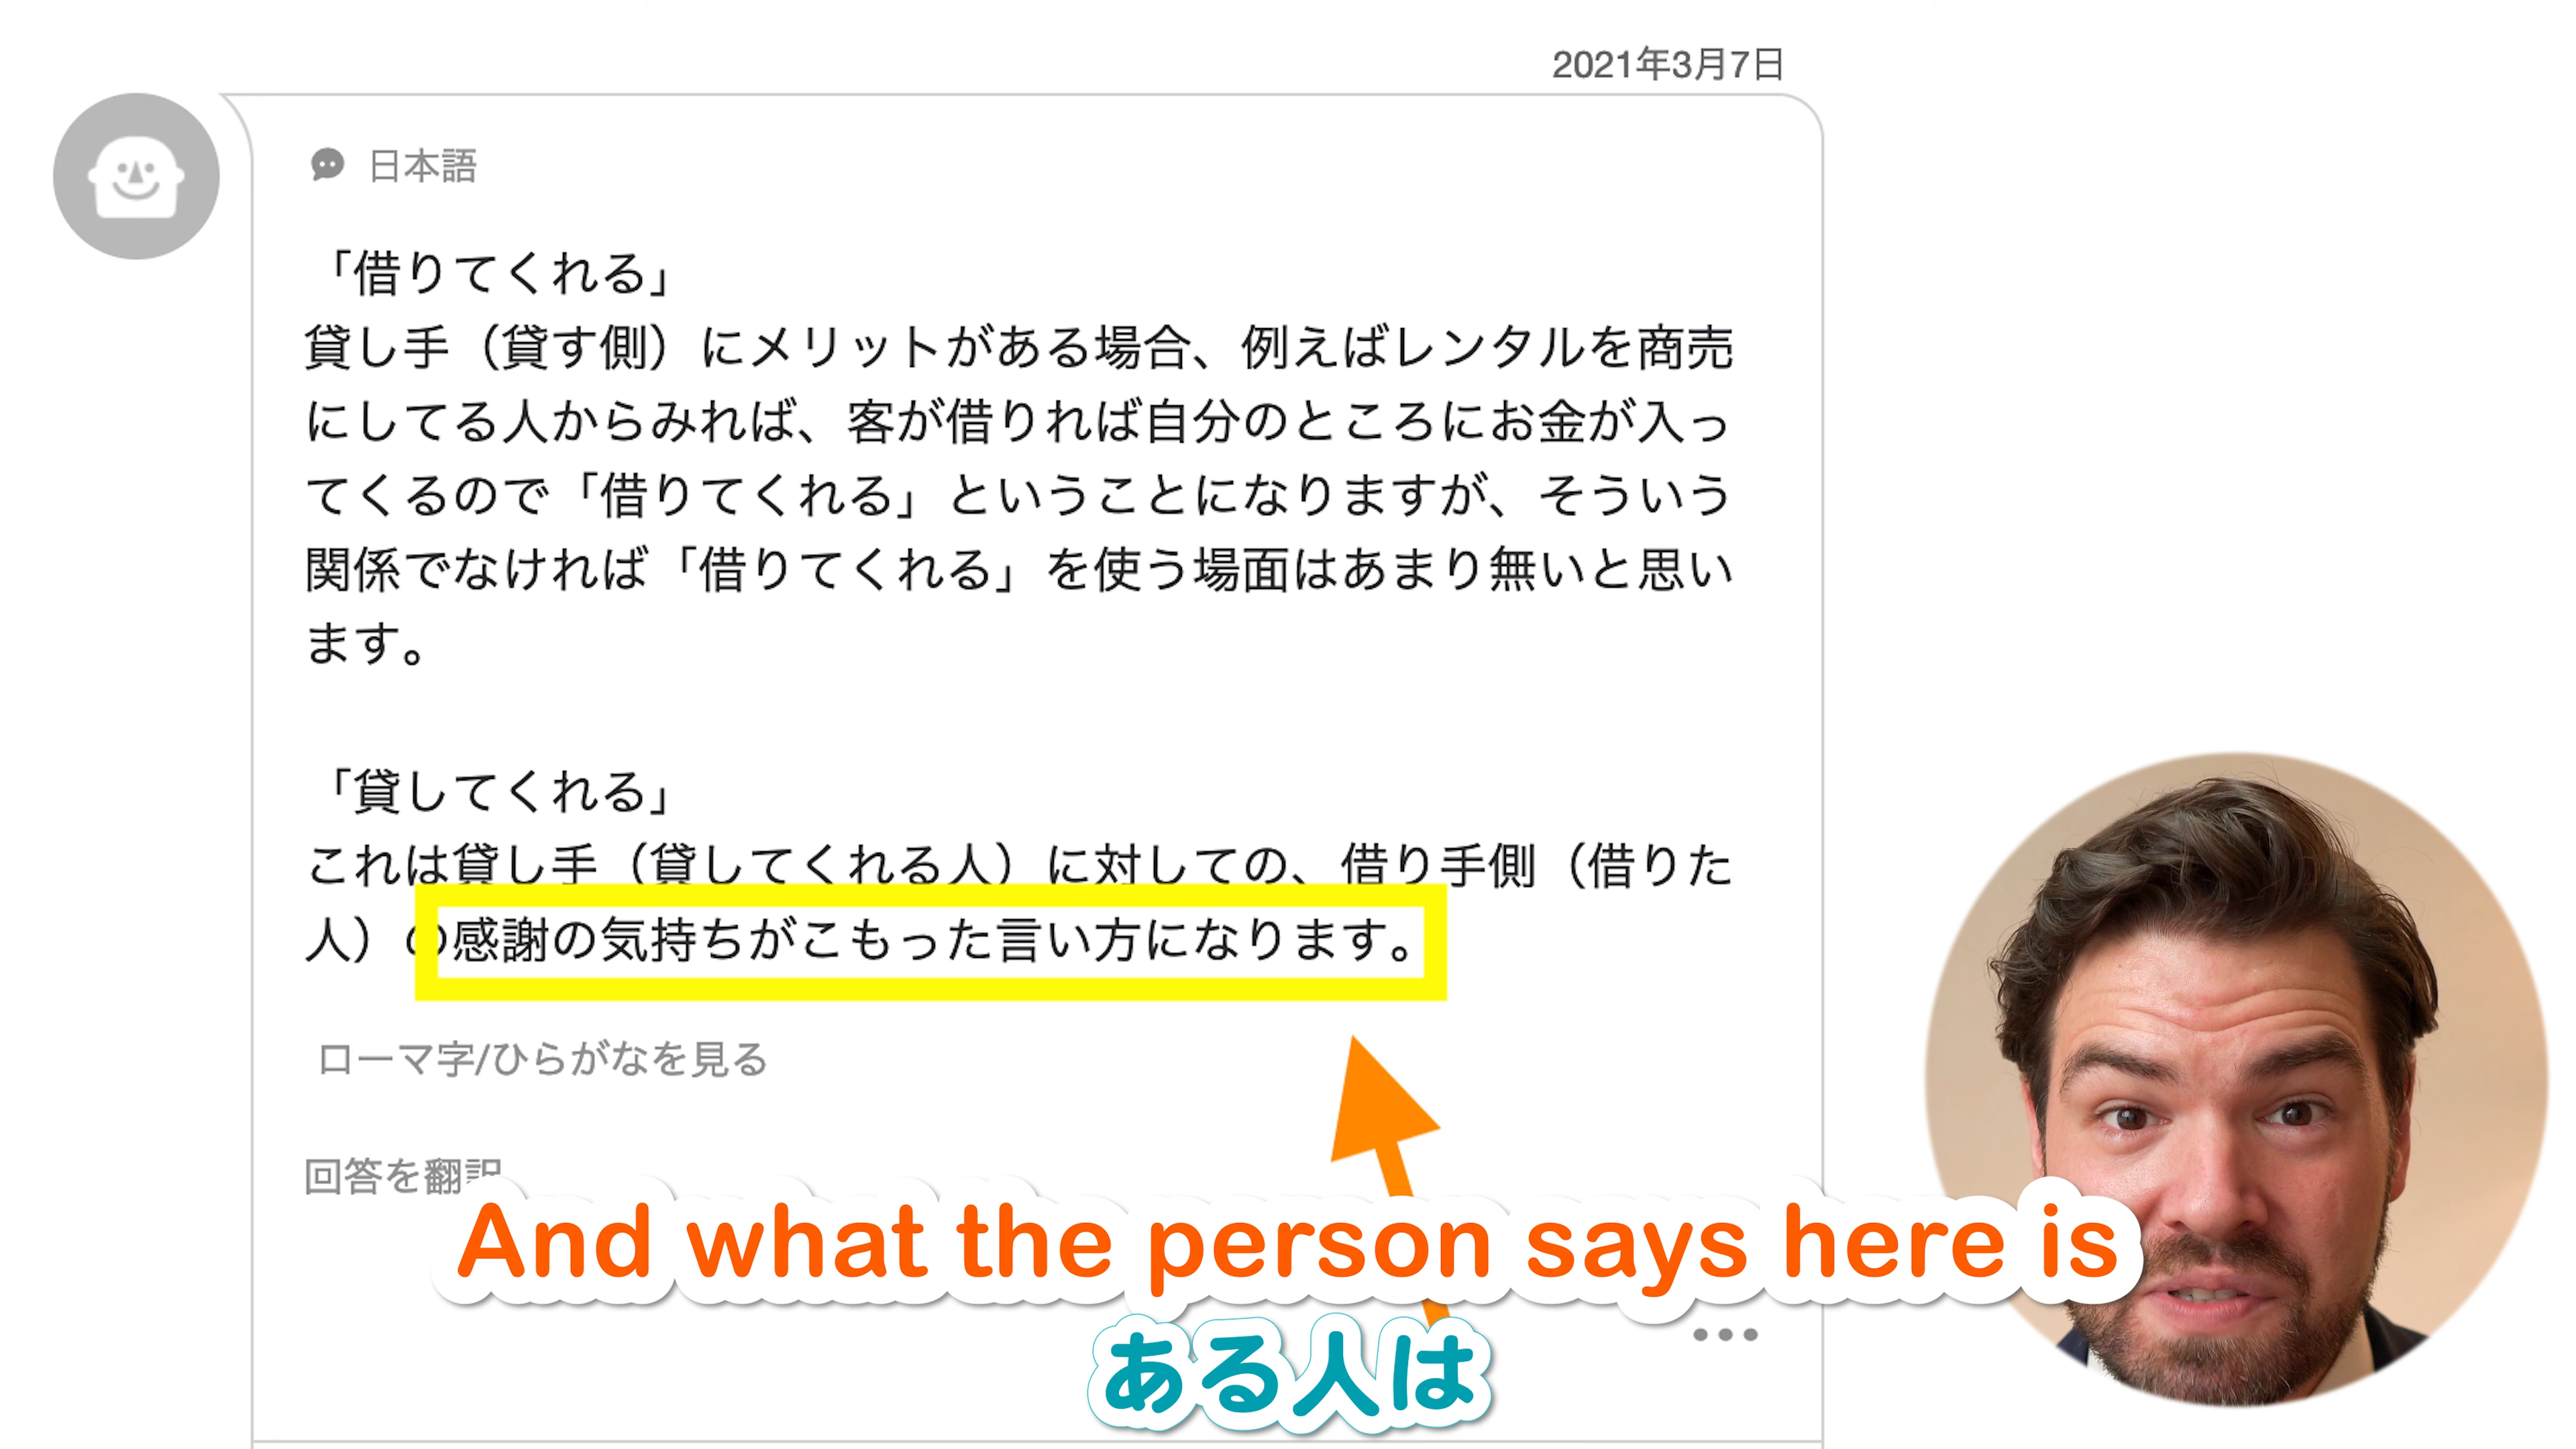 2021年3月7日
日本語
「借りてくれる」
貸し手（貸す側）にメリットがある場合、例えばレンタルを商売
にしてる人からみれば、客が借りれば自分のところにお金が入っ
てくるので「借りてくれる」ということになりますが、そういう
関係でなければ「借りてくれる」を使う場面はあまり無いと思い
ます。
「貸してくれる」
これは貸し手（貸してくれる人）に対しての、借り手側（借りた
人）の感謝の気持ちがこもった言い方になります。
ローマ字/ひらがなを見る
回答を翻訳
And what the person says here is
ある人は